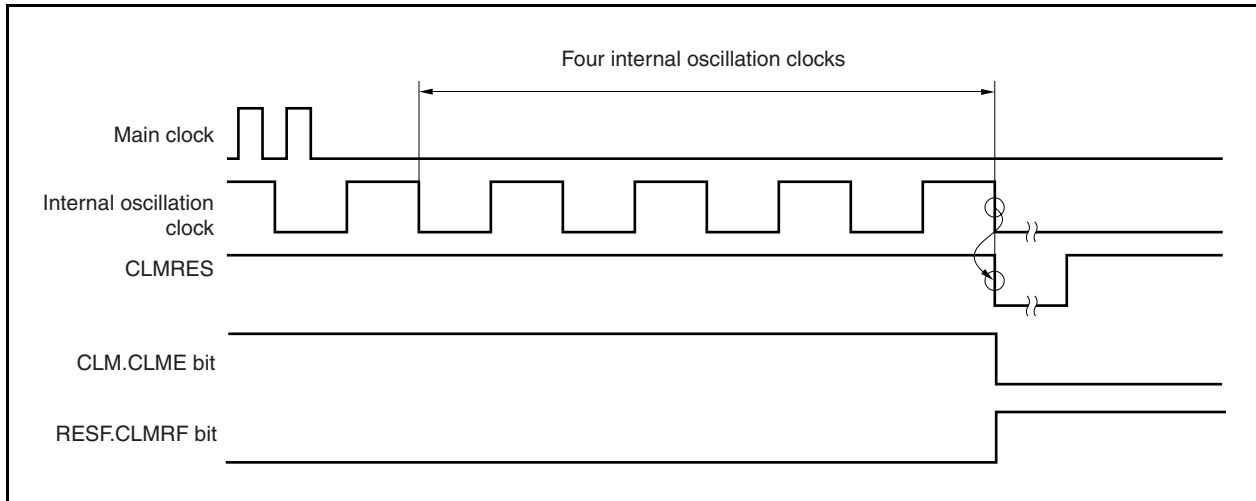 Four internal oscillation clocks
Main clock
Internal oscillation
clock
CLMRES
CLM.CLME bit
RESF.CLMRF bit